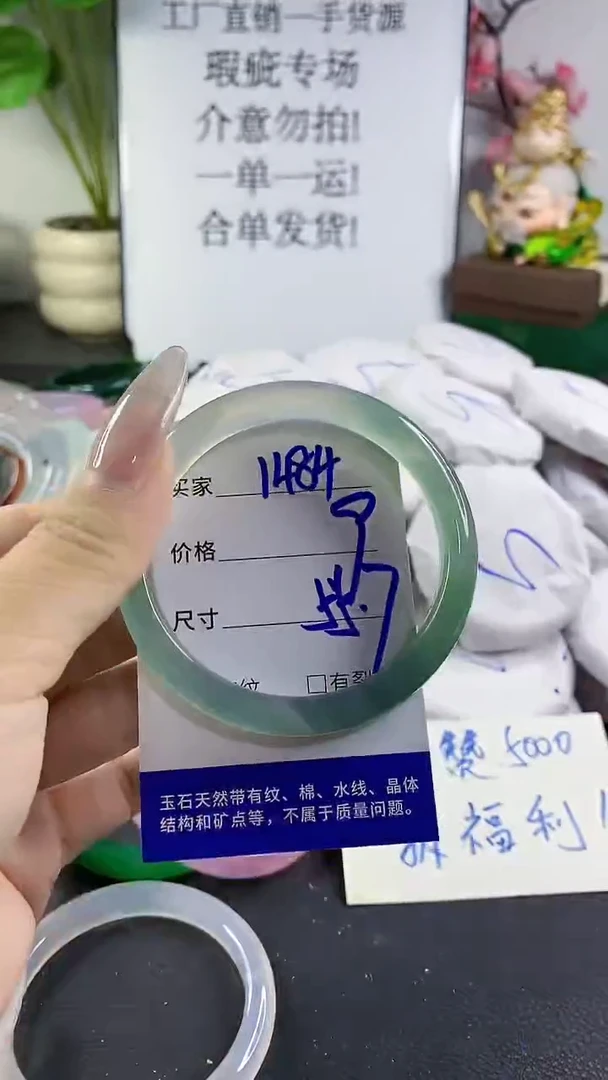 工厂直销一手货源
瑕疵专场
介意勿拍!
一单一运!
合单发货!
买家 1484
价格
尺寸
纹 □有裂
玉石天然带有纹、棉、水线、晶体
结构和矿点等，不属于质量问题。
赞 5000
福利!